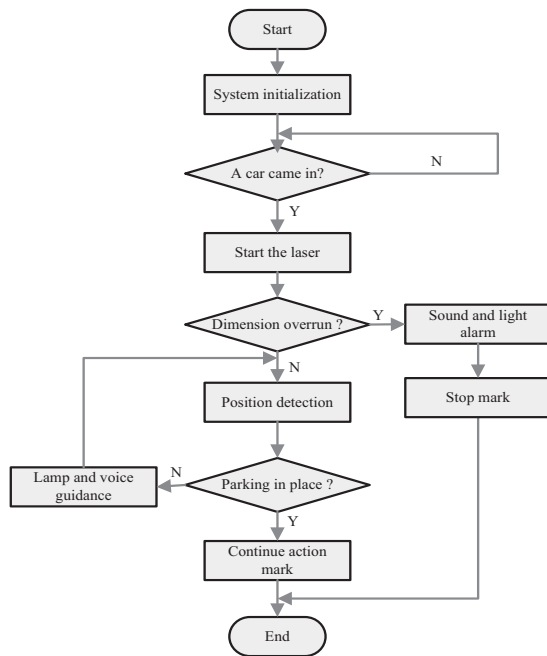 Start
System initialization
A car came in?
N
Y
Start the laser
Dimension overrun ?
Y
Sound and light
alarm
N
Position detection
Stop mark
Lamp and voice
guidance
N
Parking in place ?
Y
Continue action
mark
End